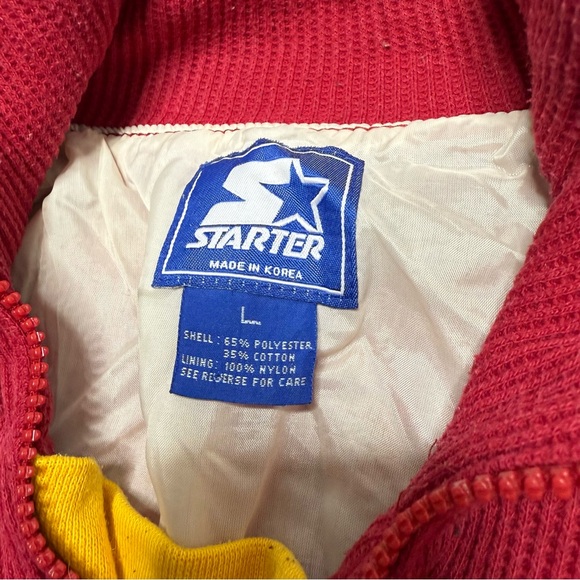 STARTER
MADE IN KOREA
L
SHELL: 65% POLYESTER
35% COTTON
LINING: 100% NYLON
SEE REVERSE FOR CARE